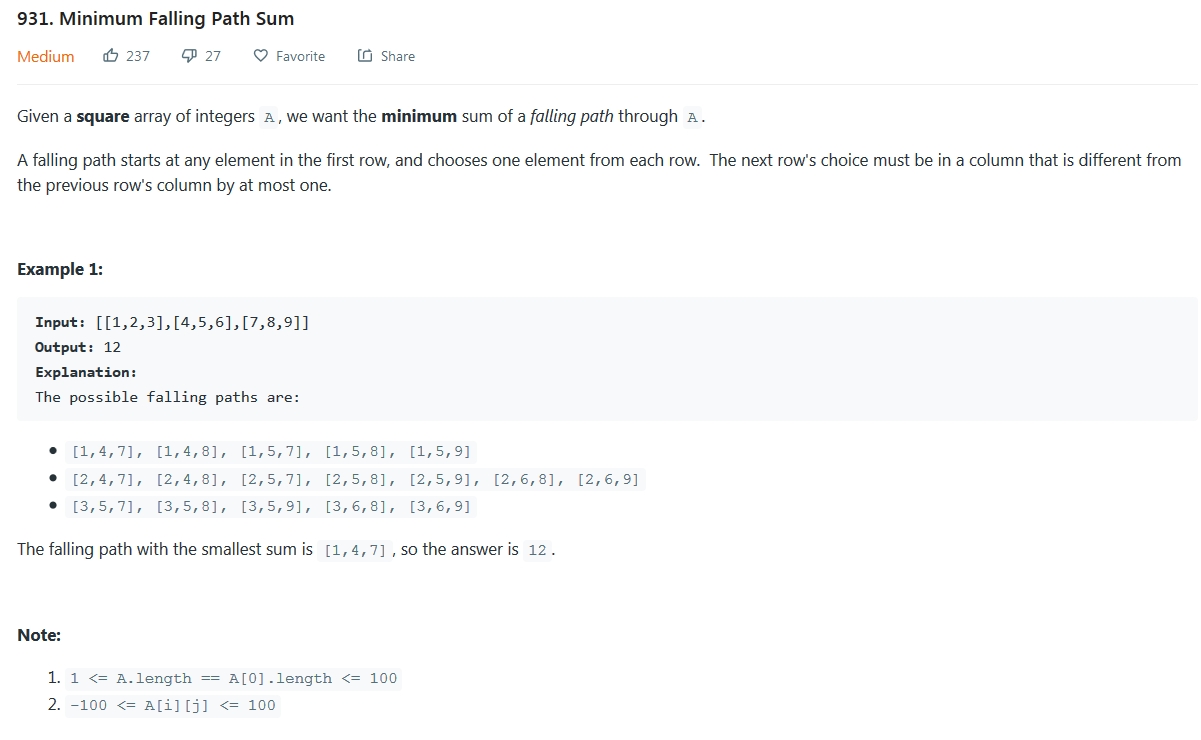 931. Minimum Falling Path Sum
Medium 237 27 Favorite Share
Given a square array of integers A, we want the minimum sum of a falling path through A.
A falling path starts at any element in the first row, and chooses one element from each row. The next row's choice must be in a column that is different from
the previous row's column by at most one.
Example 1:
Input: [[1,2,3],[4,5,6],[7,8,9]]
Output: 12
Explanation:
The possible falling paths are:
• [1,4,7], [1,4,8], [1,5,7], [1,5,8], [1,5,9]
• [2,4,7], [2,4,8], [2,5,7], [2,5,8], [2,5,9], [2,6,8], [2,6,9]
• [3,5,7], [3,5,8], [3,5,9], [3,6,8], [3,6,9]
The falling path with the smallest sum is [1,4,7], so the answer is 12.
Note:
1. 1 <= A.length == A[0].length <= 100
2. -100 <= A[i][j] <= 100